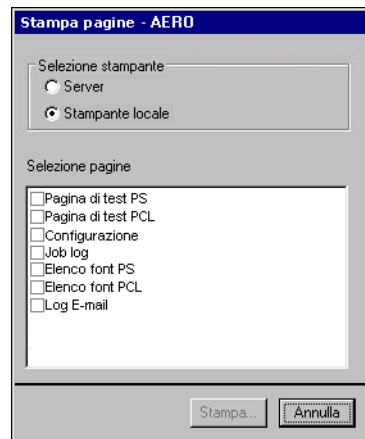 Stampa pagine - AERO
Selezione stampante
Server
Stampante locale
Selezione pagine
Pagina di test PS
Pagina di test PCL
Configurazione
Job log
Elenco font PS
Elenco font PCL
Log E-mail
Stampa... Annulla